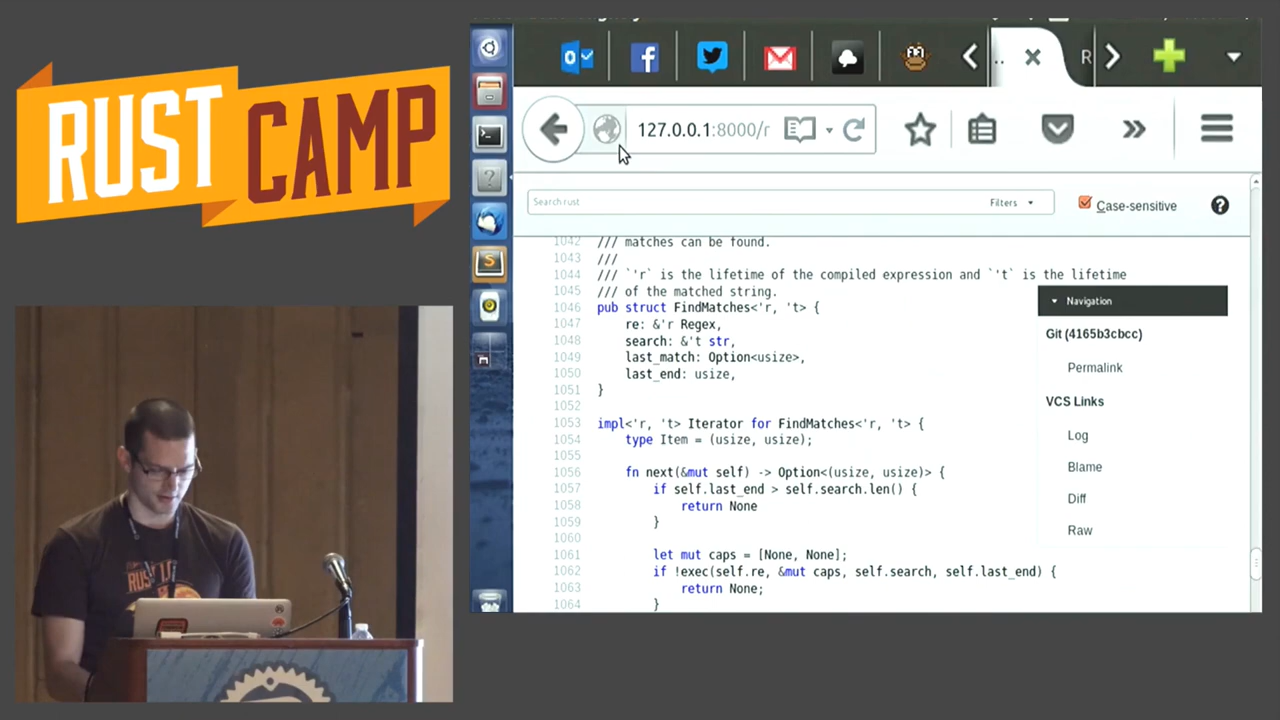 RUST CAMP
127.0.0.1:8000/r
R
Search rust
Filters
Case-sensitive
1042 /// matches can be found.
1043 ///
1044 /// `'r` is the lifetime of the compiled expression and `'t` is the lifetime
1045 /// of the matched string.
1046 pub struct FindMatches<'r, 't> {
1047 re: &'r Regex,
1048 search: &'t str,
1049 last_match: Option<usize>,
1050 last_end: usize,
1051 }
1052
1053 impl<'r, 't> Iterator for FindMatches<'r, 't> {
1054 type Item = (usize, usize);
1055
1056 fn next(&mut self) -> Option<(usize, usize)> {
1057 if self.last_end > self.search.len() {
1058 return None
1059 }
1060
1061 let mut caps = [None, None];
1062 if !exec(self.re, &mut caps, self.search, self.last_end) {
1063 return None;
1064 }
Navigation
Git (4165b3cbcc)
Permalink
VCS Links
Log
Blame
Diff
Raw
RUST